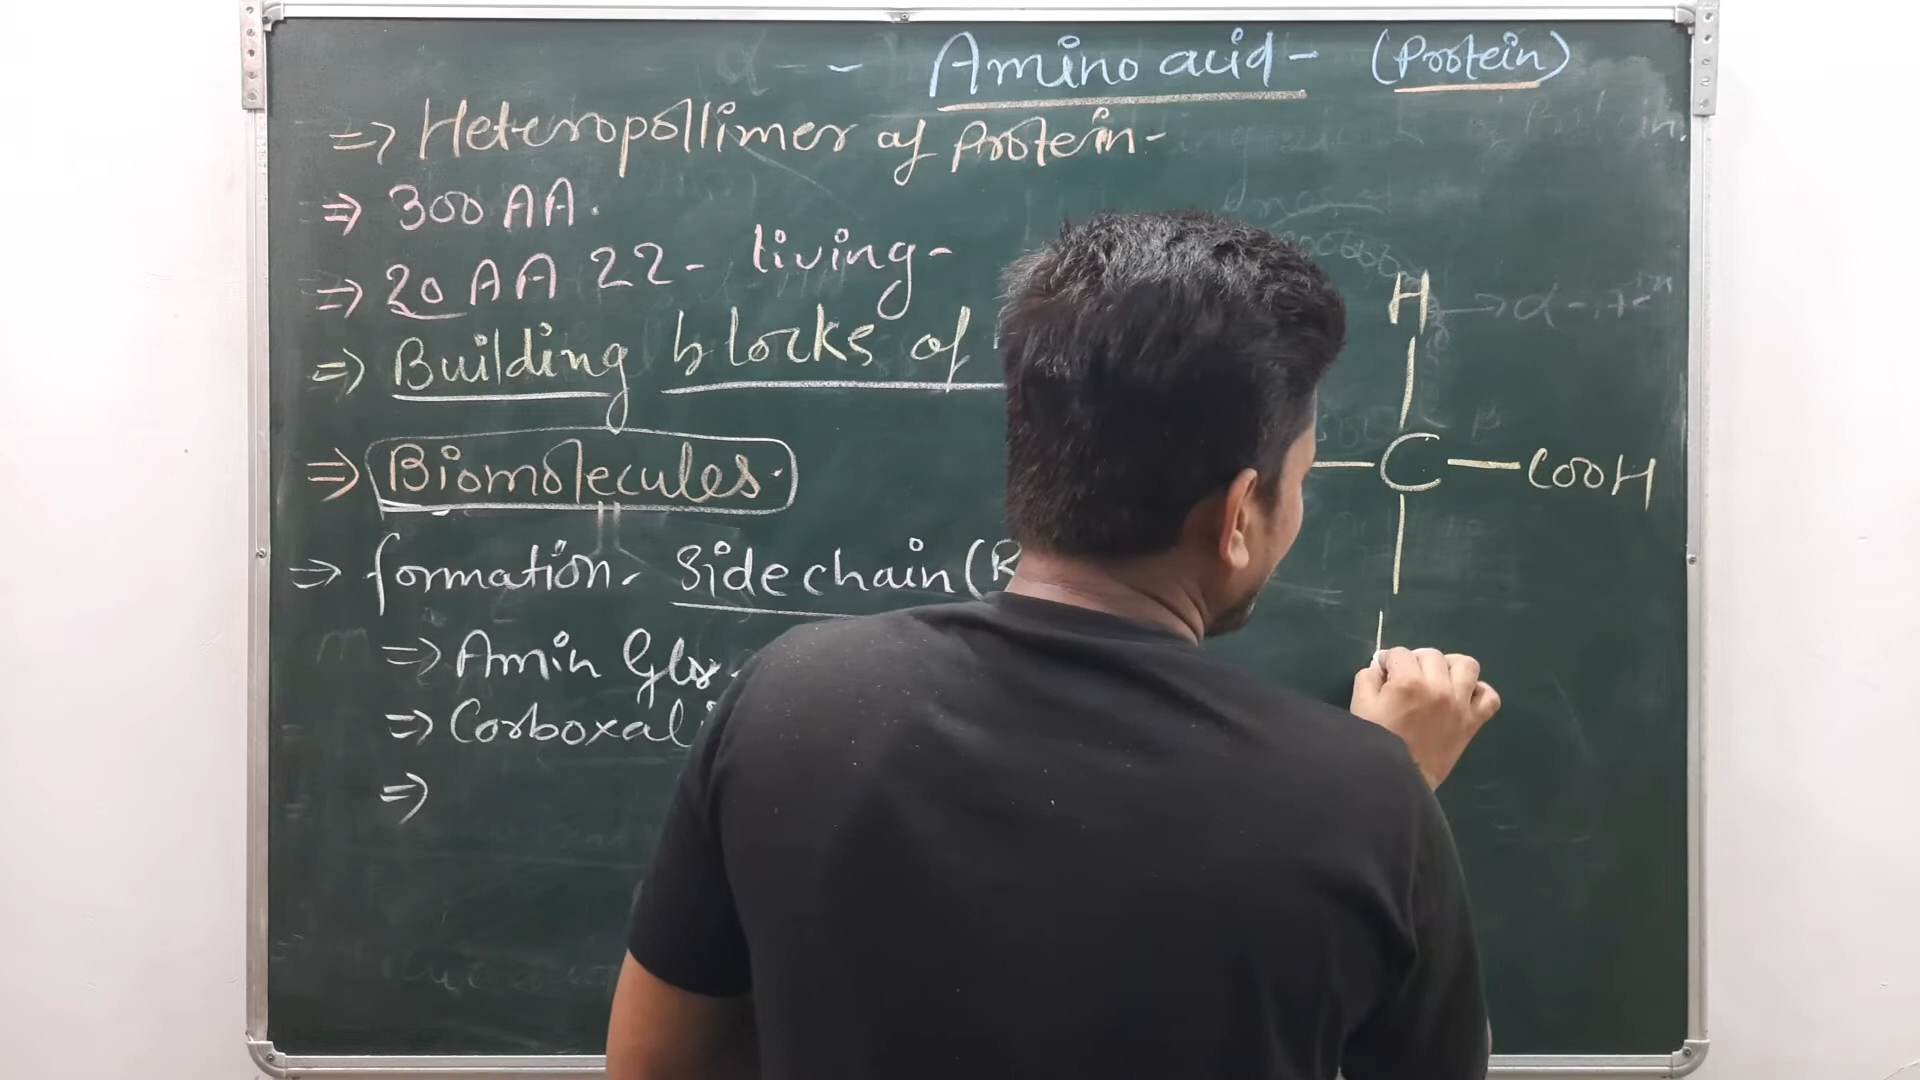 Amino acid - (Protein)
=> Heteropollimer of Protein -
=> 300 AA.
=> 20 AA 22 - living -
=> Building blocks of
=> Biomolecules.
=> formation. Side chain (R
=> Amin
=> Corboxali
=>
H
C - COOH